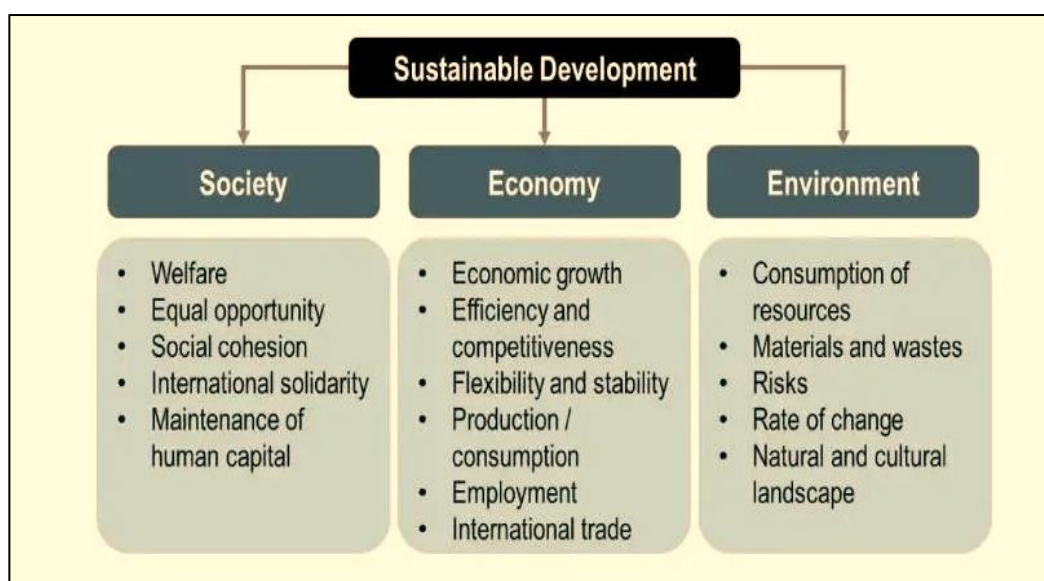 Sustainable Development
Society
Economy
Environment
• Welfare
• Equal opportunity
• Social cohesion
• International solidarity
• Maintenance of
human capital
• Economic growth
• Efficiency and
competitiveness
• Flexibility and stability
• Production /
consumption
• Employment
• International trade
• Consumption of
resources
• Materials and wastes
• Risks
• Rate of change
• Natural and cultural
landscape